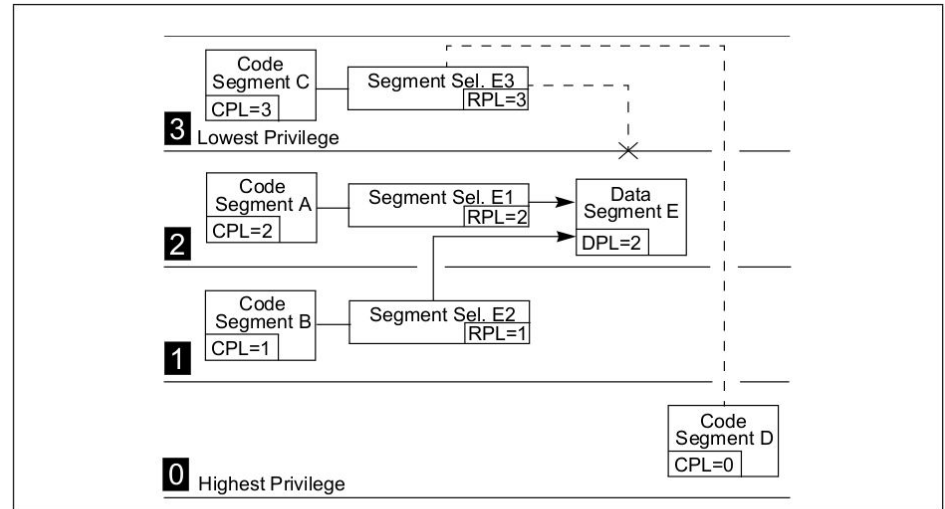 Code
Segment C
CPL=3
Segment Sel. E3
RPL=3
3 Lowest Privilege
Code
Segment A
CPL=2
Segment Sel. E1
RPL=2
Data
Segment E
DPL=2
2
Code
Segment B
CPL=1
Segment Sel. E2
RPL=1
1
Code
Segment D
CPL=0
0 Highest Privilege